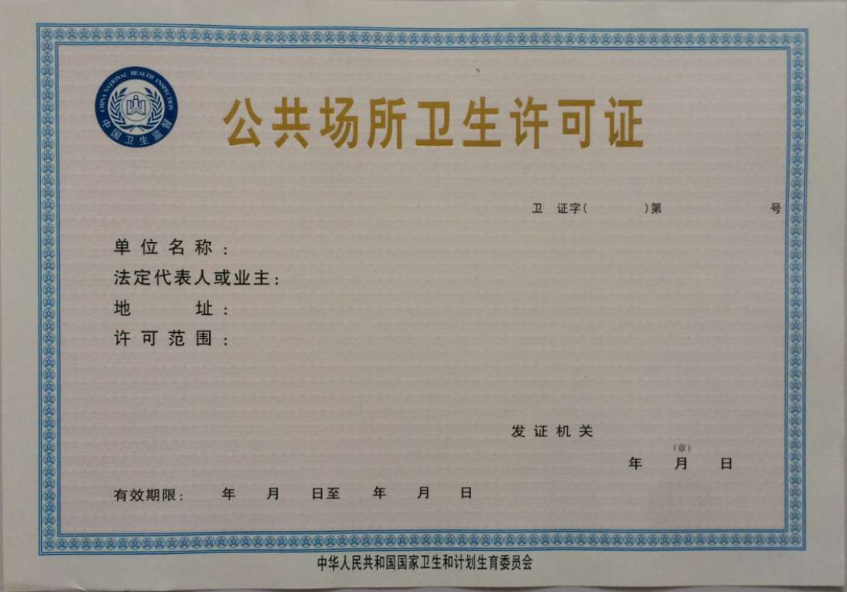 CHINA NATIONAL HEALTH INSPECTION
中国卫生监督
公共场所卫生许可证
卫 证字( )第 号
单位名称：
法定代表人或业主：
地 址：
许可范围：
发证机关
(章)
年 月 日
有效期限： 年 月 日至 年 月 日
中华人民共和国国家卫生和计划生育委员会